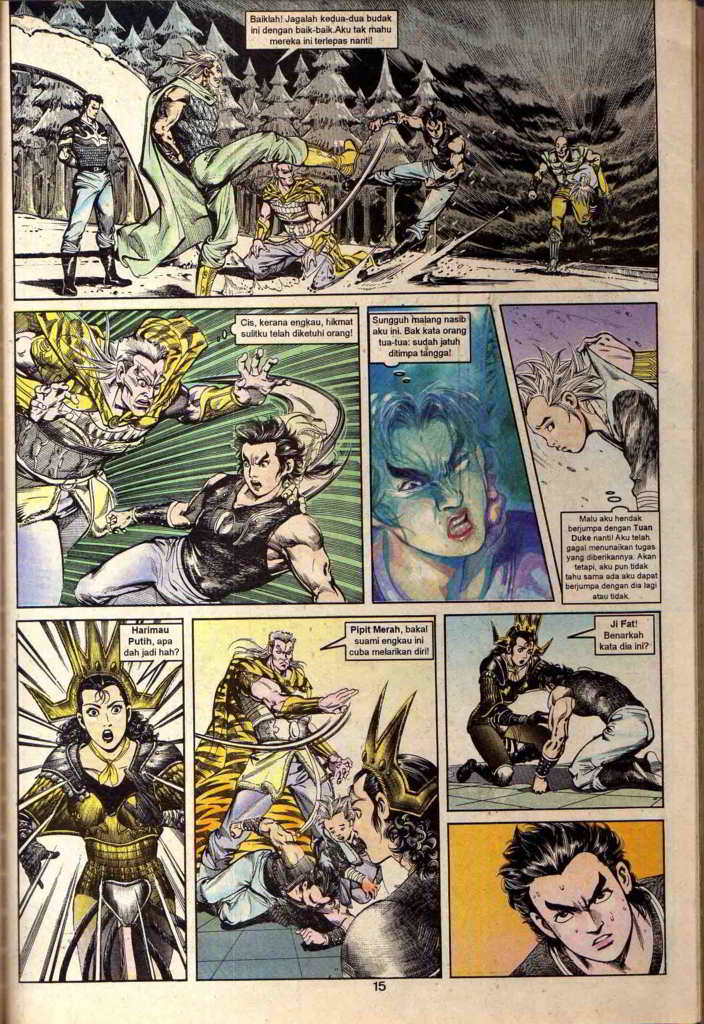 Baiklah! Jagalah kedua-dua budak
ini dengan baik-baik.Aku tak mahu
mereka ini terlepas nanti!
Cis, kerana engkau, hikmat
sulitku telah diketuhi orang!
Sungguh malang nasib
aku ini. Bak kata orang
tua-tua: sudah jatuh
ditimpa tangga!
Malu aku hendak
berjumpa dengan Tuan
Duke nanti! Aku telah
gagal menunaikan tugas
yang diberikannya. Akan
tetapi, aku pun tidak
tahu sama ada aku dapat
berjumpa dengan dia lagi
atau tidak.
Harimau
Putih, apa
dah jadi hah?
Pipit Merah, bakal
suami engkau ini
cuba melarikan diri!
Ji Fat!
Benarkah
kata dia ini?
15